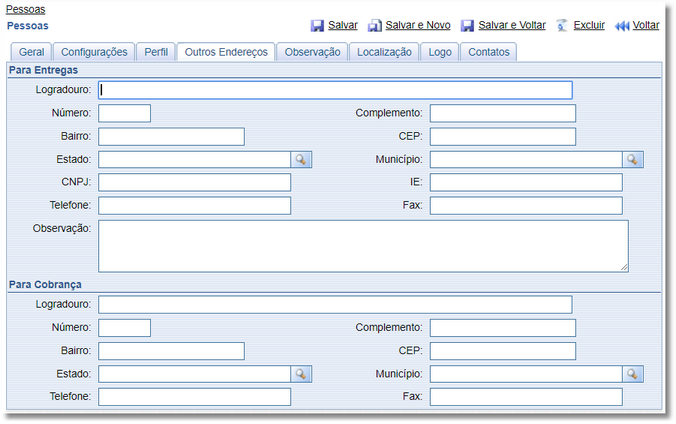 Pessoas
Pessoas Salvar Salvar e Novo Salvar e Voltar Excluir Voltar
Geral Configurações Perfil Outros Endereços Observação Localização Logo Contatos
Para Entregas
Logradouro:
Número: Complemento:
Bairro: CEP:
Estado: Município:
CNPJ: IE:
Telefone: Fax:
Observação:
Para Cobrança
Logradouro:
Número: Complemento:
Bairro: CEP:
Estado: Município:
Telefone: Fax: